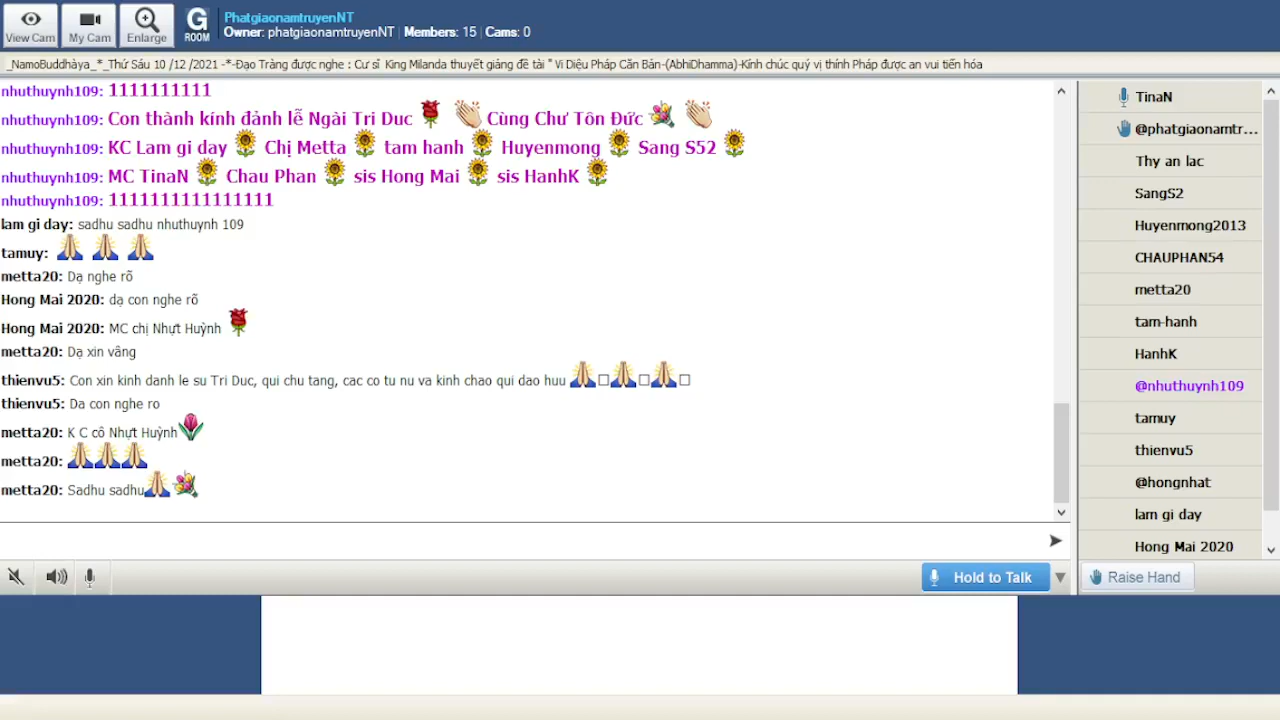 View Cam
My Cam
Enlarge
G
ROOM
PhatgiaonamtruyenNT
Owner: phatgiaonamtruyenNT | Members: 15 | Cams: 0
_NamoBuddhàya_*_Thứ Sáu 10 /12 /2021 -*-Đạo Tràng được nghe : Cư sĩ  King Milanda thuyết giảng đề tài " Vi Diệu Pháp Căn Bản-(AbhiDhamma)-Kính chúc quý vị thính Pháp được an vui tiến hóa
nhuthuynh109: 1111111111
nhuthuynh109: Con thành kính đảnh lễ Ngài Tri Duc 🌹 👏 Cùng Chư Tôn Đức 💐 👏
nhuthuynh109: KC Lam gi day 🌻 Chị Metta 🌻 tam hanh 🌻 Huyenmong 🌻 Sang S52 🌻
nhuthuynh109: MC TinaN 🌻 Chau Phan 🌻 sis Hong Mai 🌻 sis HanhK 🌻
nhuthuynh109: 1111111111111111
lam gi day: sadhu sadhu nhuthuynh 109
tamuy: 🙏 🙏 🙏
metta20: Dạ nghe rõ
Hong Mai 2020: dạ con nghe rõ
Hong Mai 2020: MC chị Nhựt Huỳnh 🌹
metta20: Dạ xin vâng
thienvu5: Con xin kinh danh le su Tri Duc, qui chu tang, cac co tu nu va kinh chao qui dao huu 🙏□🙏□🙏□
thienvu5: Da con nghe ro
metta20: K C cô Nhựt Huỳnh🌷
metta20: 🙏🙏🙏
metta20: Sadhu sadhu🙏💐
Hold to Talk
TinaN
@phatgiaonamtr...
Thy an lac
SangS2
Huyenmong2013
CHAUPHAN54
metta20
tam-hanh
HanhK
@nhuthuynh109
tamuy
thienvu5
@hongnhat
lam gi day
Hong Mai 2020
Raise Hand